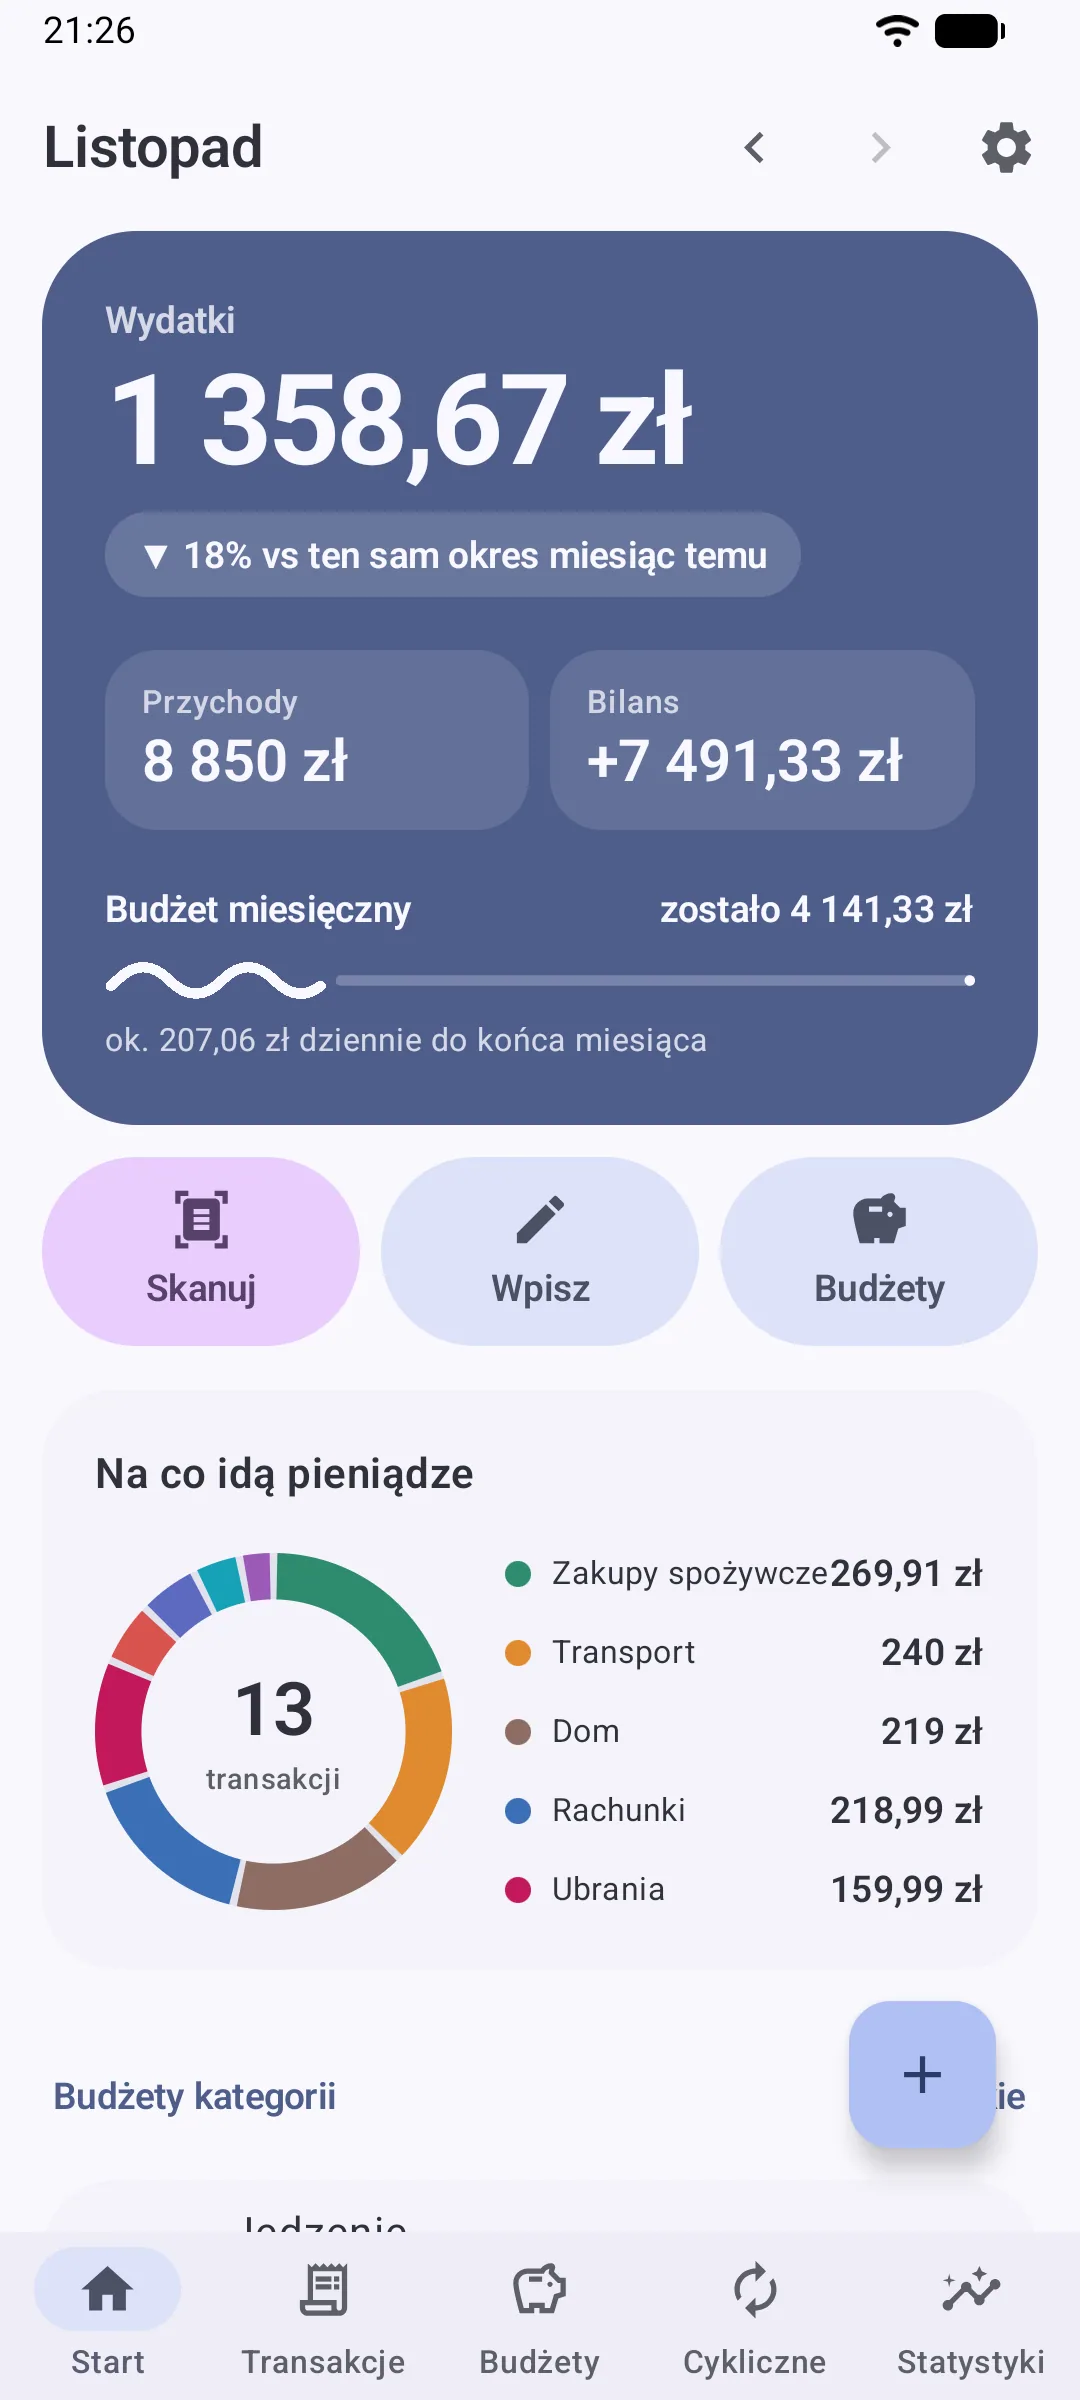 21:26
Listopad
Wydatki
1 358,67 zł
▼ 18% vs ten sam okres miesiąc temu
Przychody
8 850 zł
Bilans
+7 491,33 zł
Budżet miesięczny
zostało 4 141,33 zł
ok. 207,06 zł dziennie do końca miesiąca
Skanuj
Wpisz
Budżety
Na co idą pieniądze
13
transakcji
Zakupy spożywcze 269,91 zł
Transport 240 zł
Dom 219 zł
Rachunki 218,99 zł
Ubrania 159,99 zł
Budżety kategorii
Start
Transakcje
Budżety
Cykliczne
Statystyki